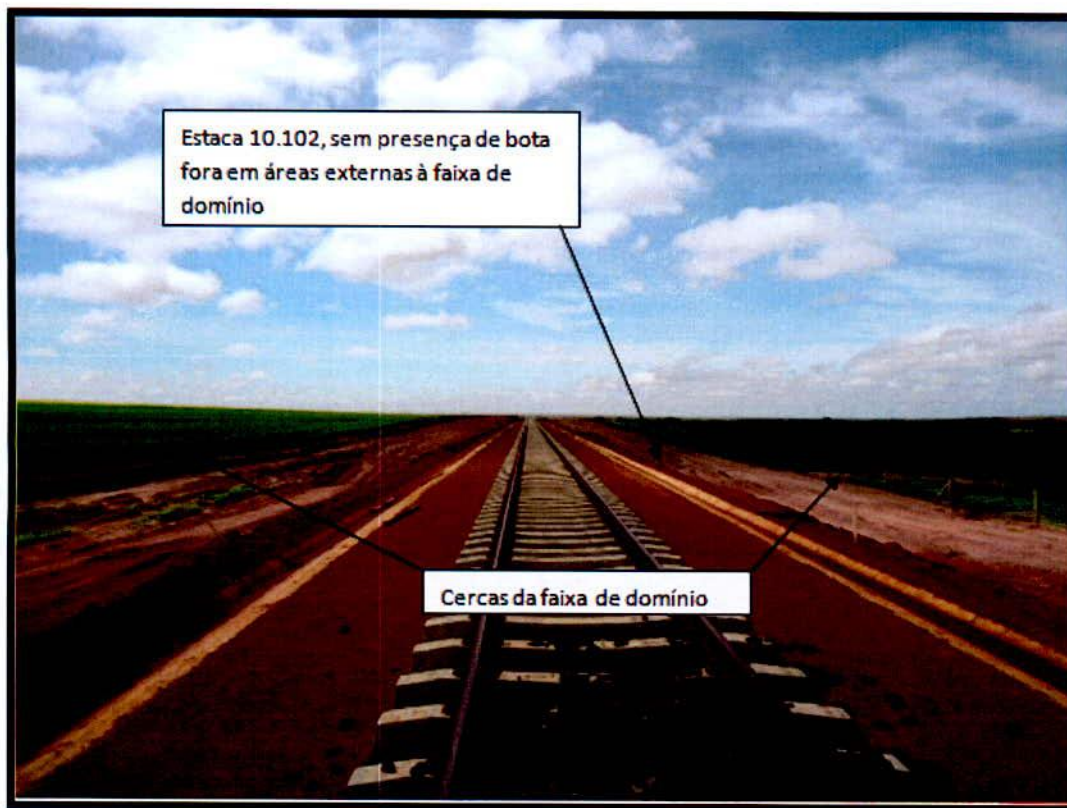 Estaca 10.102, sem presença de bota
fora em áreas externas à faixa de
domínio
Cercas da faixa de domínio